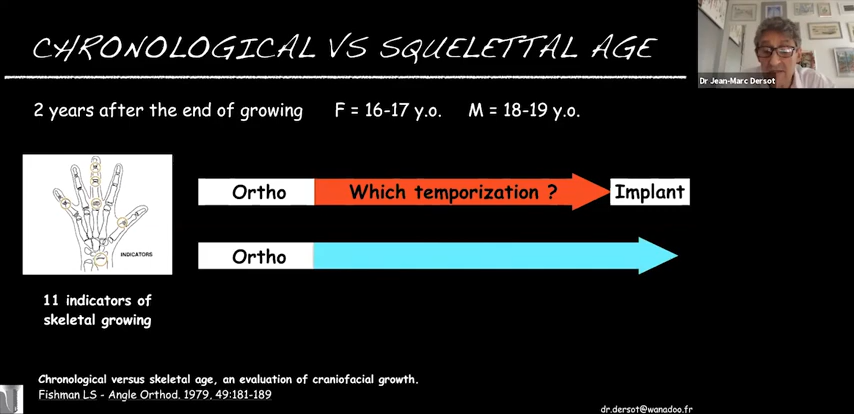 CHRONOLOGICAL VS SQUELETTAL AGE
Dr Jean-Marc Dersot
2 years after the end of growing F = 16-17 y.o. M = 18-19 y.o.
Ortho Which temporization ? Implant
INDICATORS
Ortho
11 indicators of
skeletal growing
Chronological versus skeletal age, an evaluation of craniofacial growth.
Fishman LS - Angle Orthod. 1979, 49:181-189
dr.dersot@wanadoo.fr